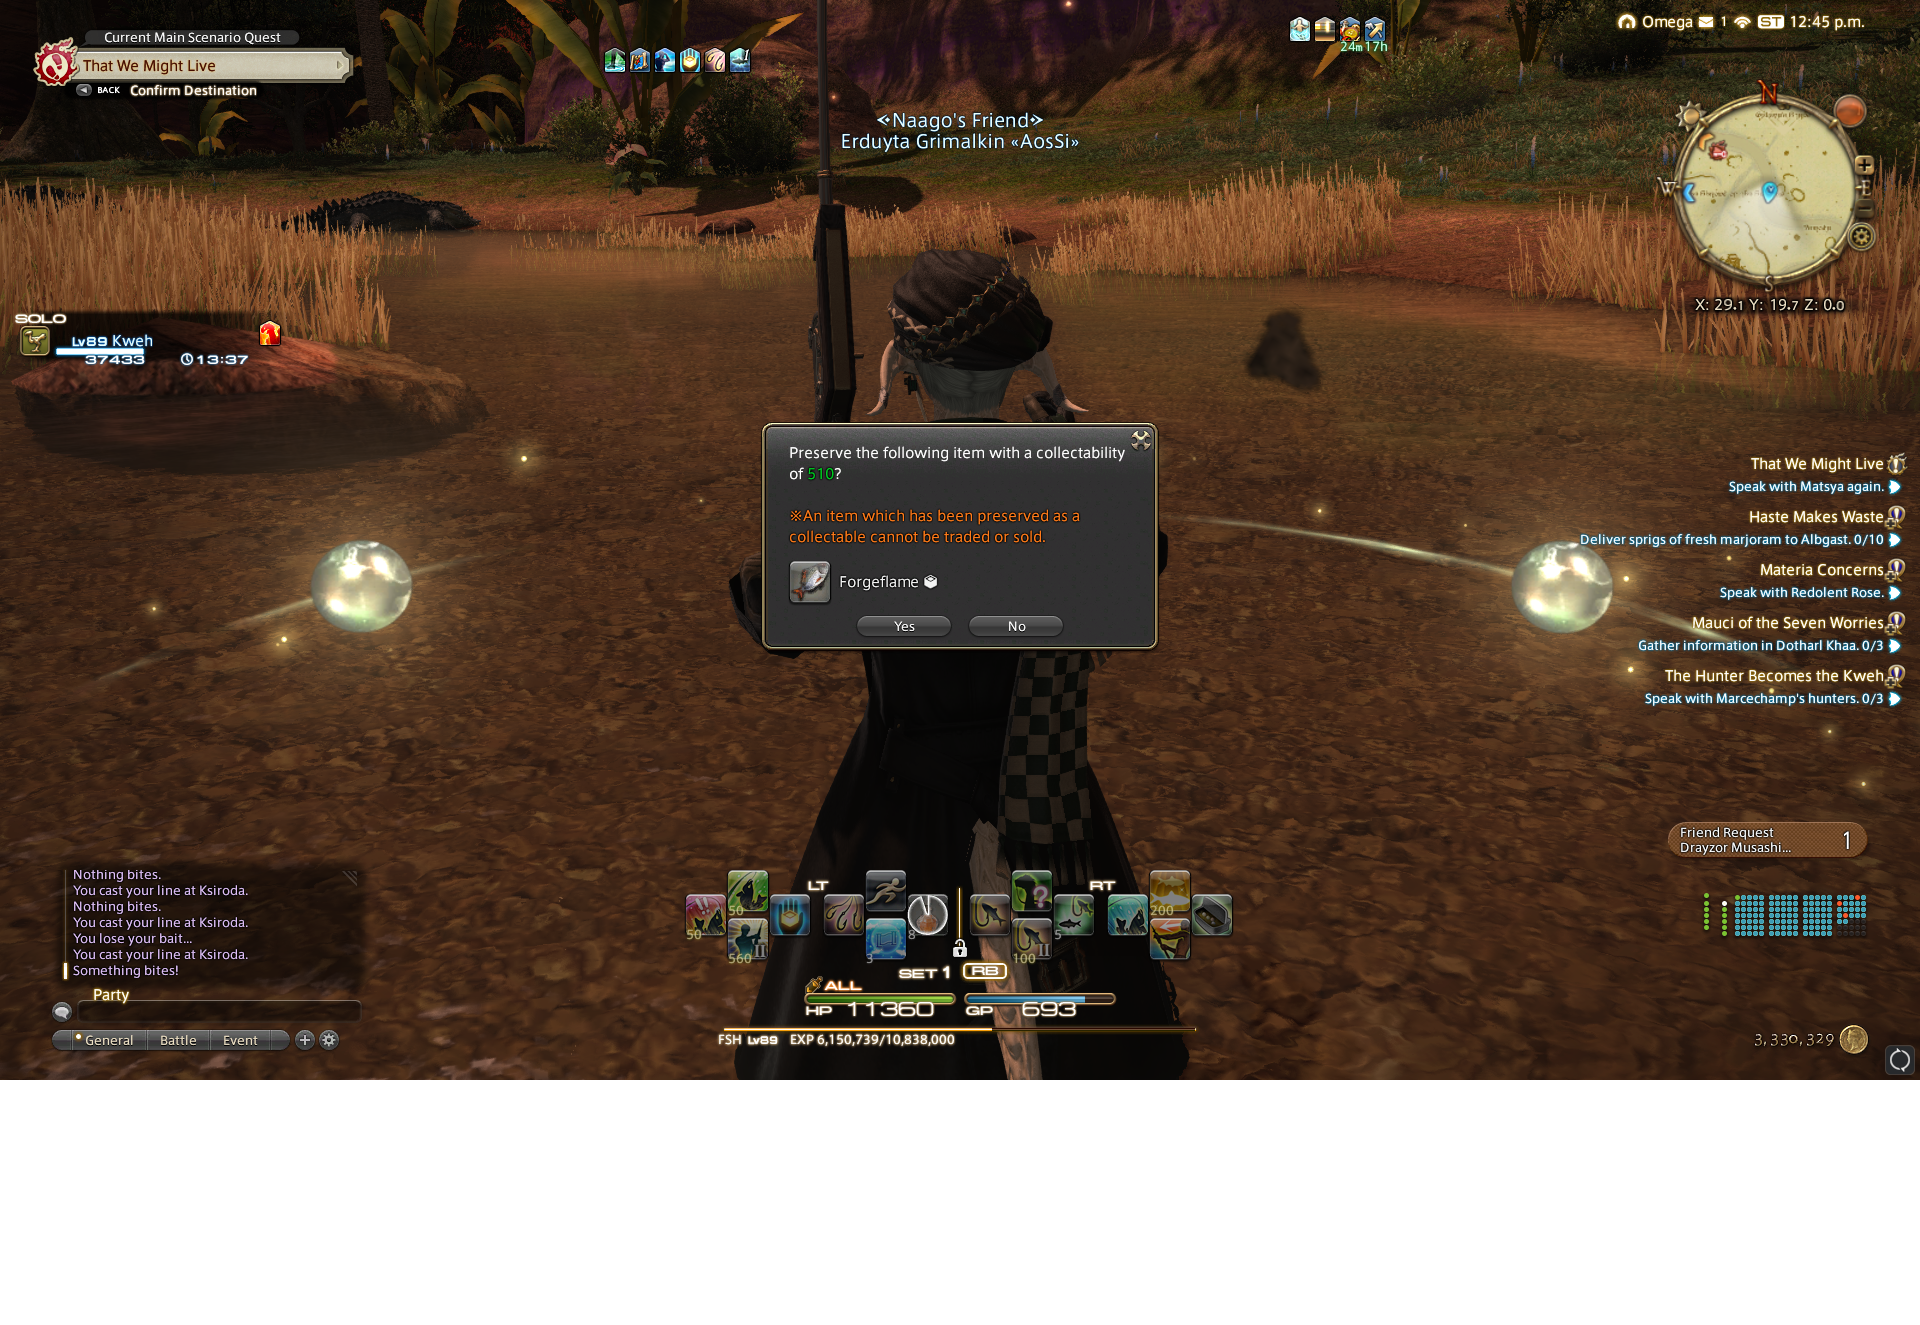 Current Main Scenario Quest
That We Might Live
BACK Confirm Destination
24m 17h
Omega 1 ST 12:45 p.m.
<Naago's Friend>
Erduyta Grimalkin «AosSi»
N
W
E
S
X: 29.1 Y: 19.7 Z: 0.0
SOLO
Lv89 Kweh
37433 13:37
Preserve the following item with a collectability
of 510?
※An item which has been preserved as a
collectable cannot be traded or sold.
Forgeflame
Yes No
That We Might Live
Speak with Matsya again.
Haste Makes Waste
Deliver sprigs of fresh marjoram to Albgast. 0/10
Materia Concerns
Speak with Redolent Rose.
Mauci of the Seven Worries
Gather information in Dotharl Khaa. 0/3
The Hunter Becomes the Kweh
Speak with Marcechamp's hunters. 0/3
Friend Request
Drayzor Musashi... 1
Nothing bites.
You cast your line at Ksiroda.
Nothing bites.
You cast your line at Ksiroda.
You lose your bait...
You cast your line at Ksiroda.
Something bites!
Party
General Battle Event
LT RT
50 200
50 8 5
560 II 3 100 II
SET 1 RB
ALL
HP 11360 GP 693
FSH Lv89 EXP 6,150,739/10,838,000
3,330,329